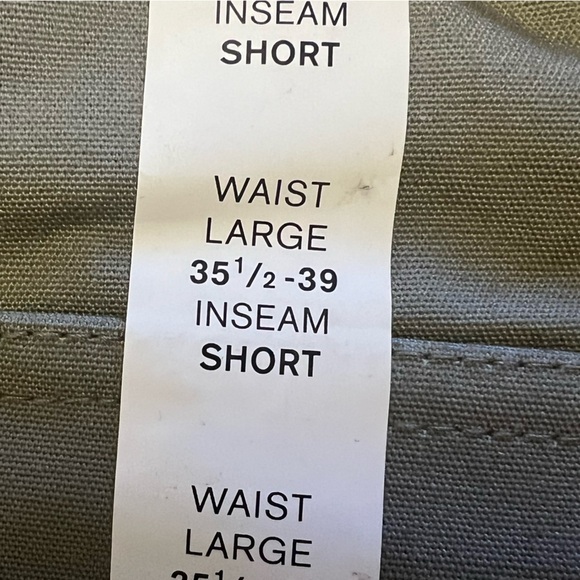 INSEAM
SHORT
WAIST
LARGE
35 1/2 -39
INSEAM
SHORT
WAIST
LARGE